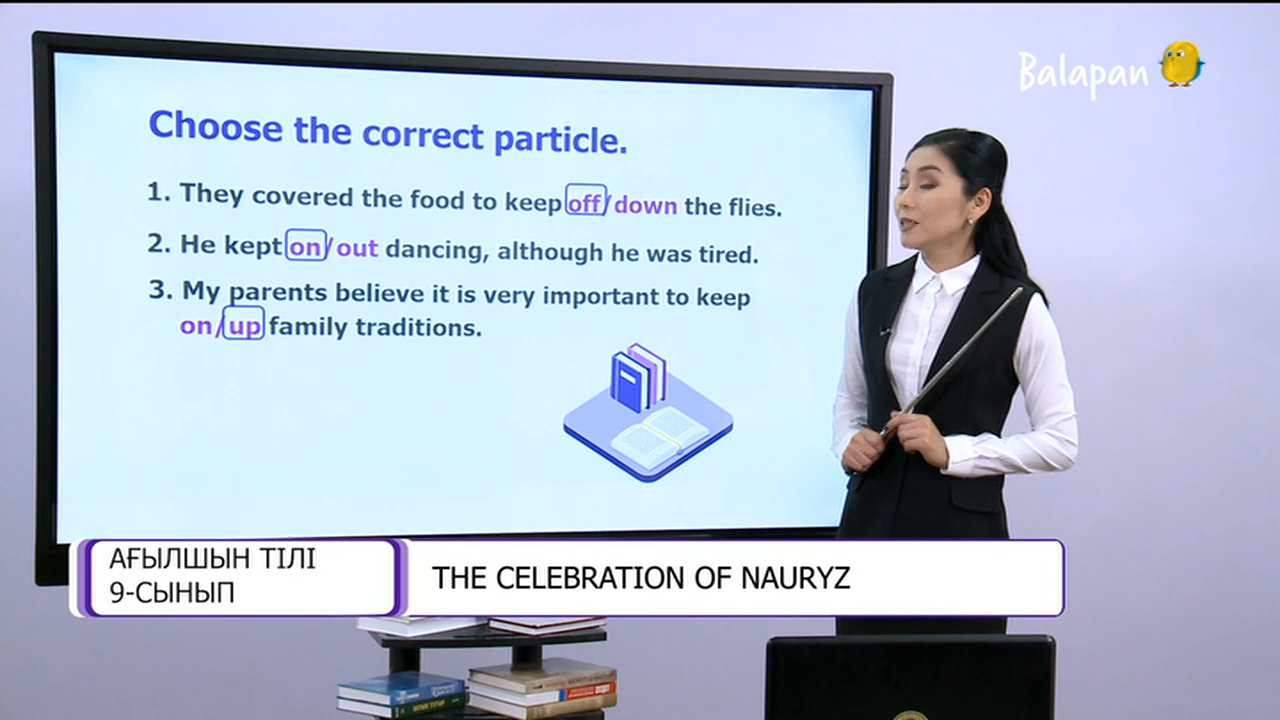 Balapan
Choose the correct particle.
1. They covered the food to keep off/down the flies.
2. He kept on/out dancing, although he was tired.
3. My parents believe it is very important to keep
on/up family traditions.
АҒЫЛШЫН ТІЛІ
9-СЫНЫП
THE CELEBRATION OF NAURYZ